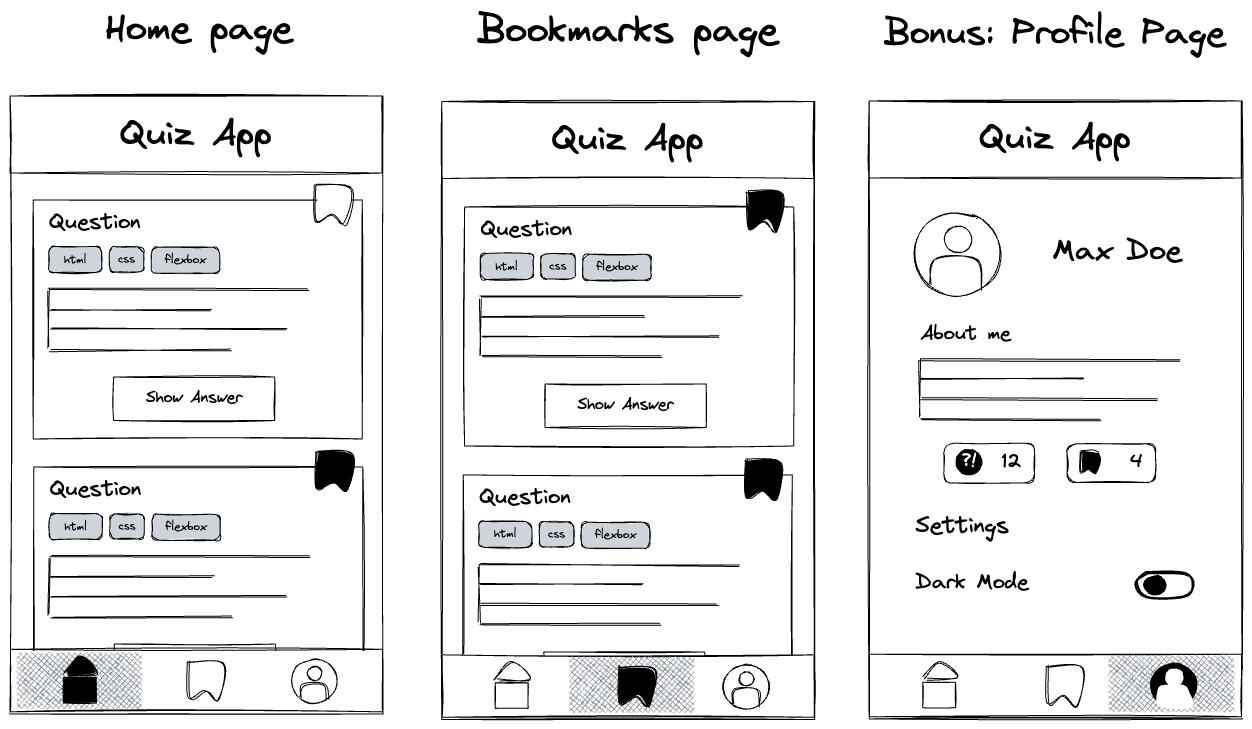 Home page
Quiz App
Question
html css flexbox
Show Answer
Question
html css flexbox
Bookmarks page
Quiz App
Question
html css flexbox
Show Answer
Question
html css flexbox
Bonus: Profile Page
Quiz App
Max Doe
About me
?! 12 4
Settings
Dark Mode